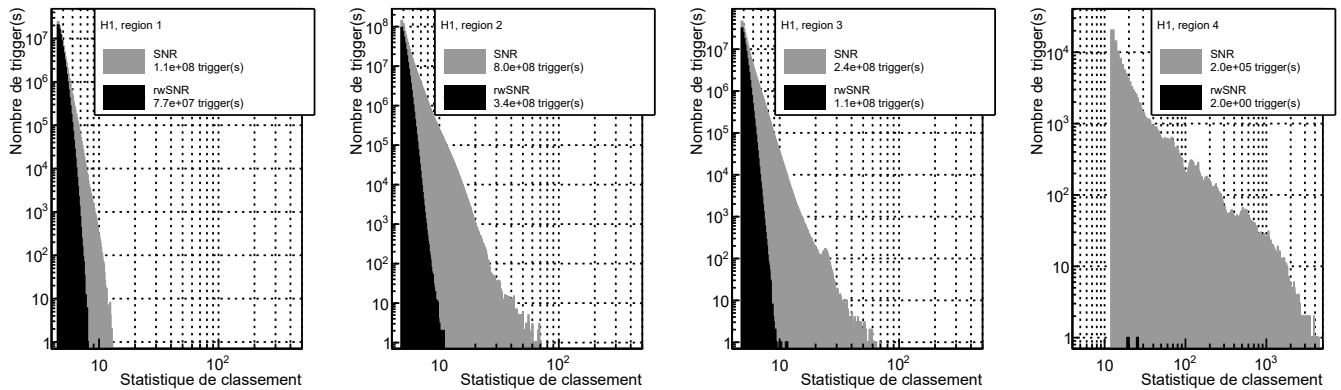 Nombre de trigger(s)
10⁷
10⁶
10⁵
10⁴
10³
10²
10
1
H1, region 1
SNR
1.1e+08 trigger(s)
rwSNR
7.7e+07 trigger(s)
10
10²
Statistique de classement
Nombre de trigger(s)
10⁸
10⁷
10⁶
10⁵
10⁴
10³
10²
10
1
H1, region 2
SNR
8.0e+08 trigger(s)
rwSNR
3.4e+08 trigger(s)
10
10²
Statistique de classement
Nombre de trigger(s)
10⁷
10⁶
10⁵
10⁴
10³
10²
10
1
H1, region 3
SNR
2.4e+08 trigger(s)
rwSNR
1.1e+08 trigger(s)
10
10²
Statistique de classement
Nombre de trigger(s)
10⁴
10³
10²
10
1
H1, region 4
SNR
2.0e+05 trigger(s)
rwSNR
2.0e+00 trigger(s)
10
10²
10³
Statistique de classement